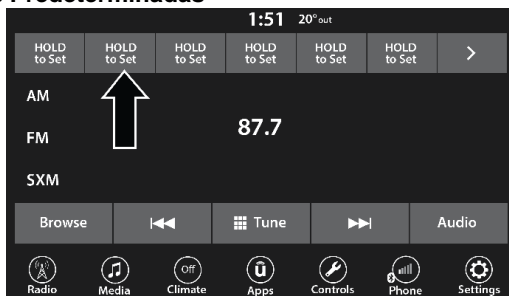 Predeterminadas
1:51 20° out
HOLD to Set HOLD to Set HOLD to Set HOLD to Set HOLD to Set HOLD to Set >
AM
87.7
FM
SXM
Browse Tune Audio
Radio Media Off Climate û Apps Controls Phone Settings